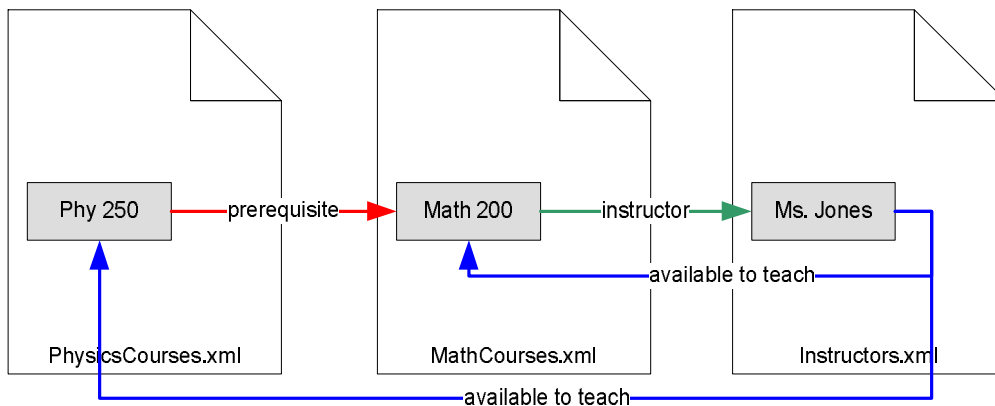 Phy 250
prerequisite
Math 200
instructor
Ms. Jones
available to teach
PhysicsCourses.xml
MathCourses.xml
Instructors.xml
available to teach